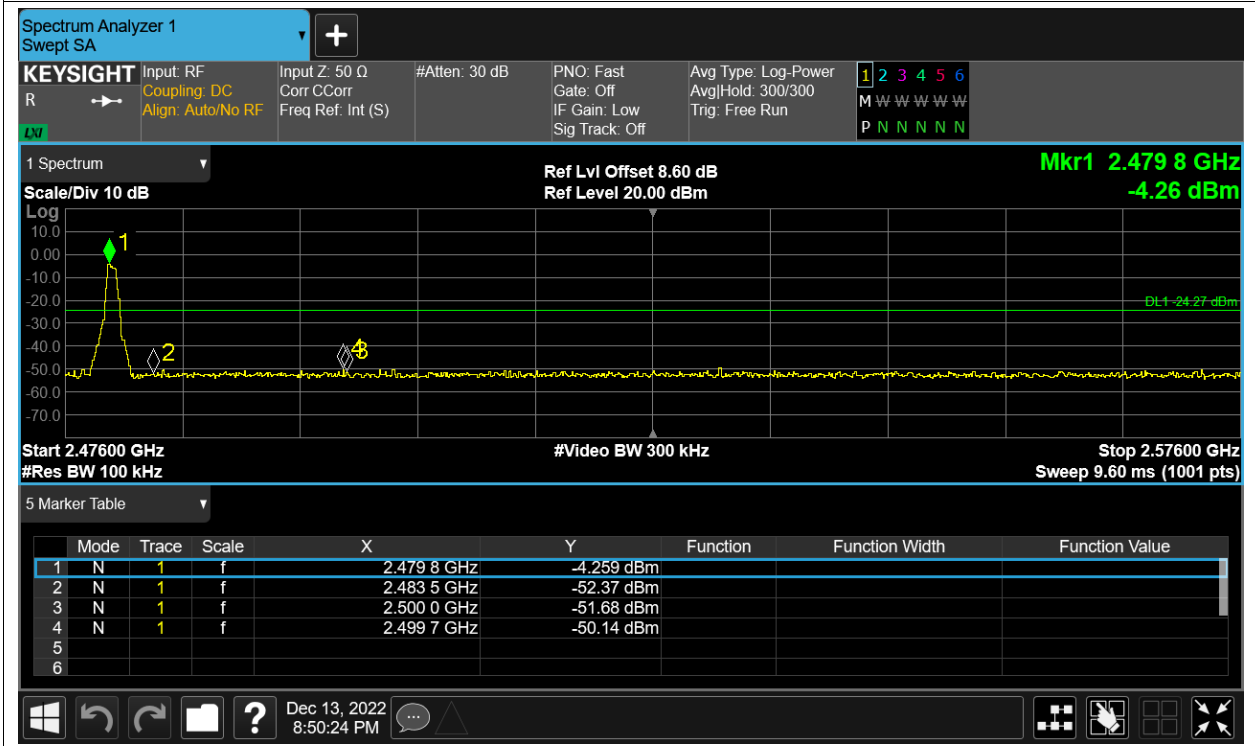 Spectrum Analyzer 1
Swept SA
+
KEYSIGHT Input: RF Input Z: 50 Ω #Atten: 30 dB PNO: Fast Avg Type: Log-Power 1 2 3 4 5 6
R Coupling: DC Corr CCorr Gate: Off Avg|Hold: 300/300 M W W W W W
Align: Auto/No RF Freq Ref: Int (S) IF Gain: Low Trig: Free Run
LXI Sig Track: Off P N N N N N
1 Spectrum Ref Lvl Offset 8.60 dB Mkr1 2.479 8 GHz
Scale/Div 10 dB Ref Level 20.00 dBm -4.26 dBm
Log
10.0 1
0.00
-10.0
-20.0 DL1 -24.27 dBm
-30.0
-40.0 2 4 3
-50.0
-60.0
-70.0
Start 2.47600 GHz #Video BW 300 kHz Stop 2.57600 GHz
#Res BW 100 kHz Sweep 9.60 ms (1001 pts)
5 Marker Table
Mode Trace Scale X Y Function Function Width Function Value
1 N 1 f 2.479 8 GHz -4.259 dBm
2 N 1 f 2.483 5 GHz -52.37 dBm
3 N 1 f 2.500 0 GHz -51.68 dBm
4 N 1 f 2.499 7 GHz -50.14 dBm
5
6
? Dec 13, 2022
8:50:24 PM